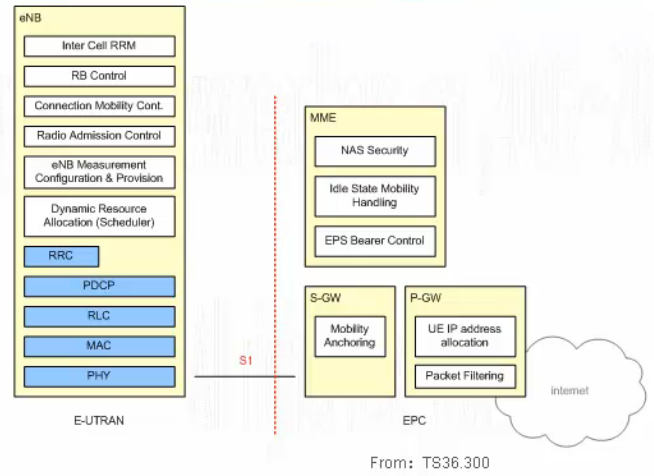 eNB
Inter Cell RRM
RB Control
Connection Mobility Cont.
Radio Admission Control
eNB Measurement
Configuration & Provision
Dynamic Resource
Allocation (Scheduler)
RRC
PDCP
RLC
MAC
PHY
E-UTRAN
S1
MME
NAS Security
Idle State Mobility
Handling
EPS Bearer Control
S-GW
Mobility
Anchoring
P-GW
UE IP address
allocation
Packet Filtering
internet
EPC
From: TS36.300